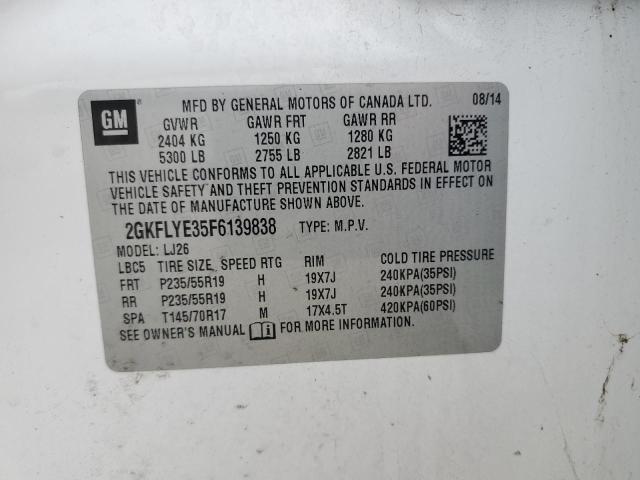 GM
MFD BY GENERAL MOTORS OF CANADA LTD. 08/14
GVWR GAWR FRT GAWR RR
2404 KG 1250 KG 1280 KG
5300 LB 2755 LB 2821 LB
THIS VEHICLE CONFORMS TO ALL APPLICABLE U.S. FEDERAL MOTOR
VEHICLE SAFETY AND THEFT PREVENTION STANDARDS IN EFFECT ON
THE DATE OF MANUFACTURE SHOWN ABOVE.
2GKFLYE35F6139838 TYPE: M.P.V.
MODEL: LJ26
LBC5 TIRE SIZE SPEED RTG RIM COLD TIRE PRESSURE
FRT P235/55R19 H 19X7J 240KPA(35PSI)
RR P235/55R19 H 19X7J 240KPA(35PSI)
SPA T145/70R17 M 17X4.5T 420KPA(60PSI)
SEE OWNER'S MANUAL FOR MORE INFORMATION.